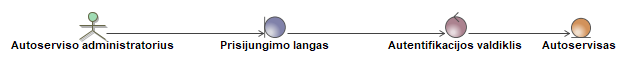 Autoserviso administratorius
Prisijungimo langas
Autentifikacijos valdiklis
Autoservisas